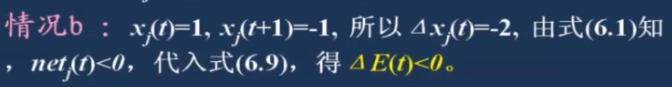 情况b ： xj(t)=1, xj(t+1)=-1, 所以 Δxj(t)=-2, 由式(6.1)知
，netj(t)<0，代入式(6.9)，得 ΔE(t)<0。